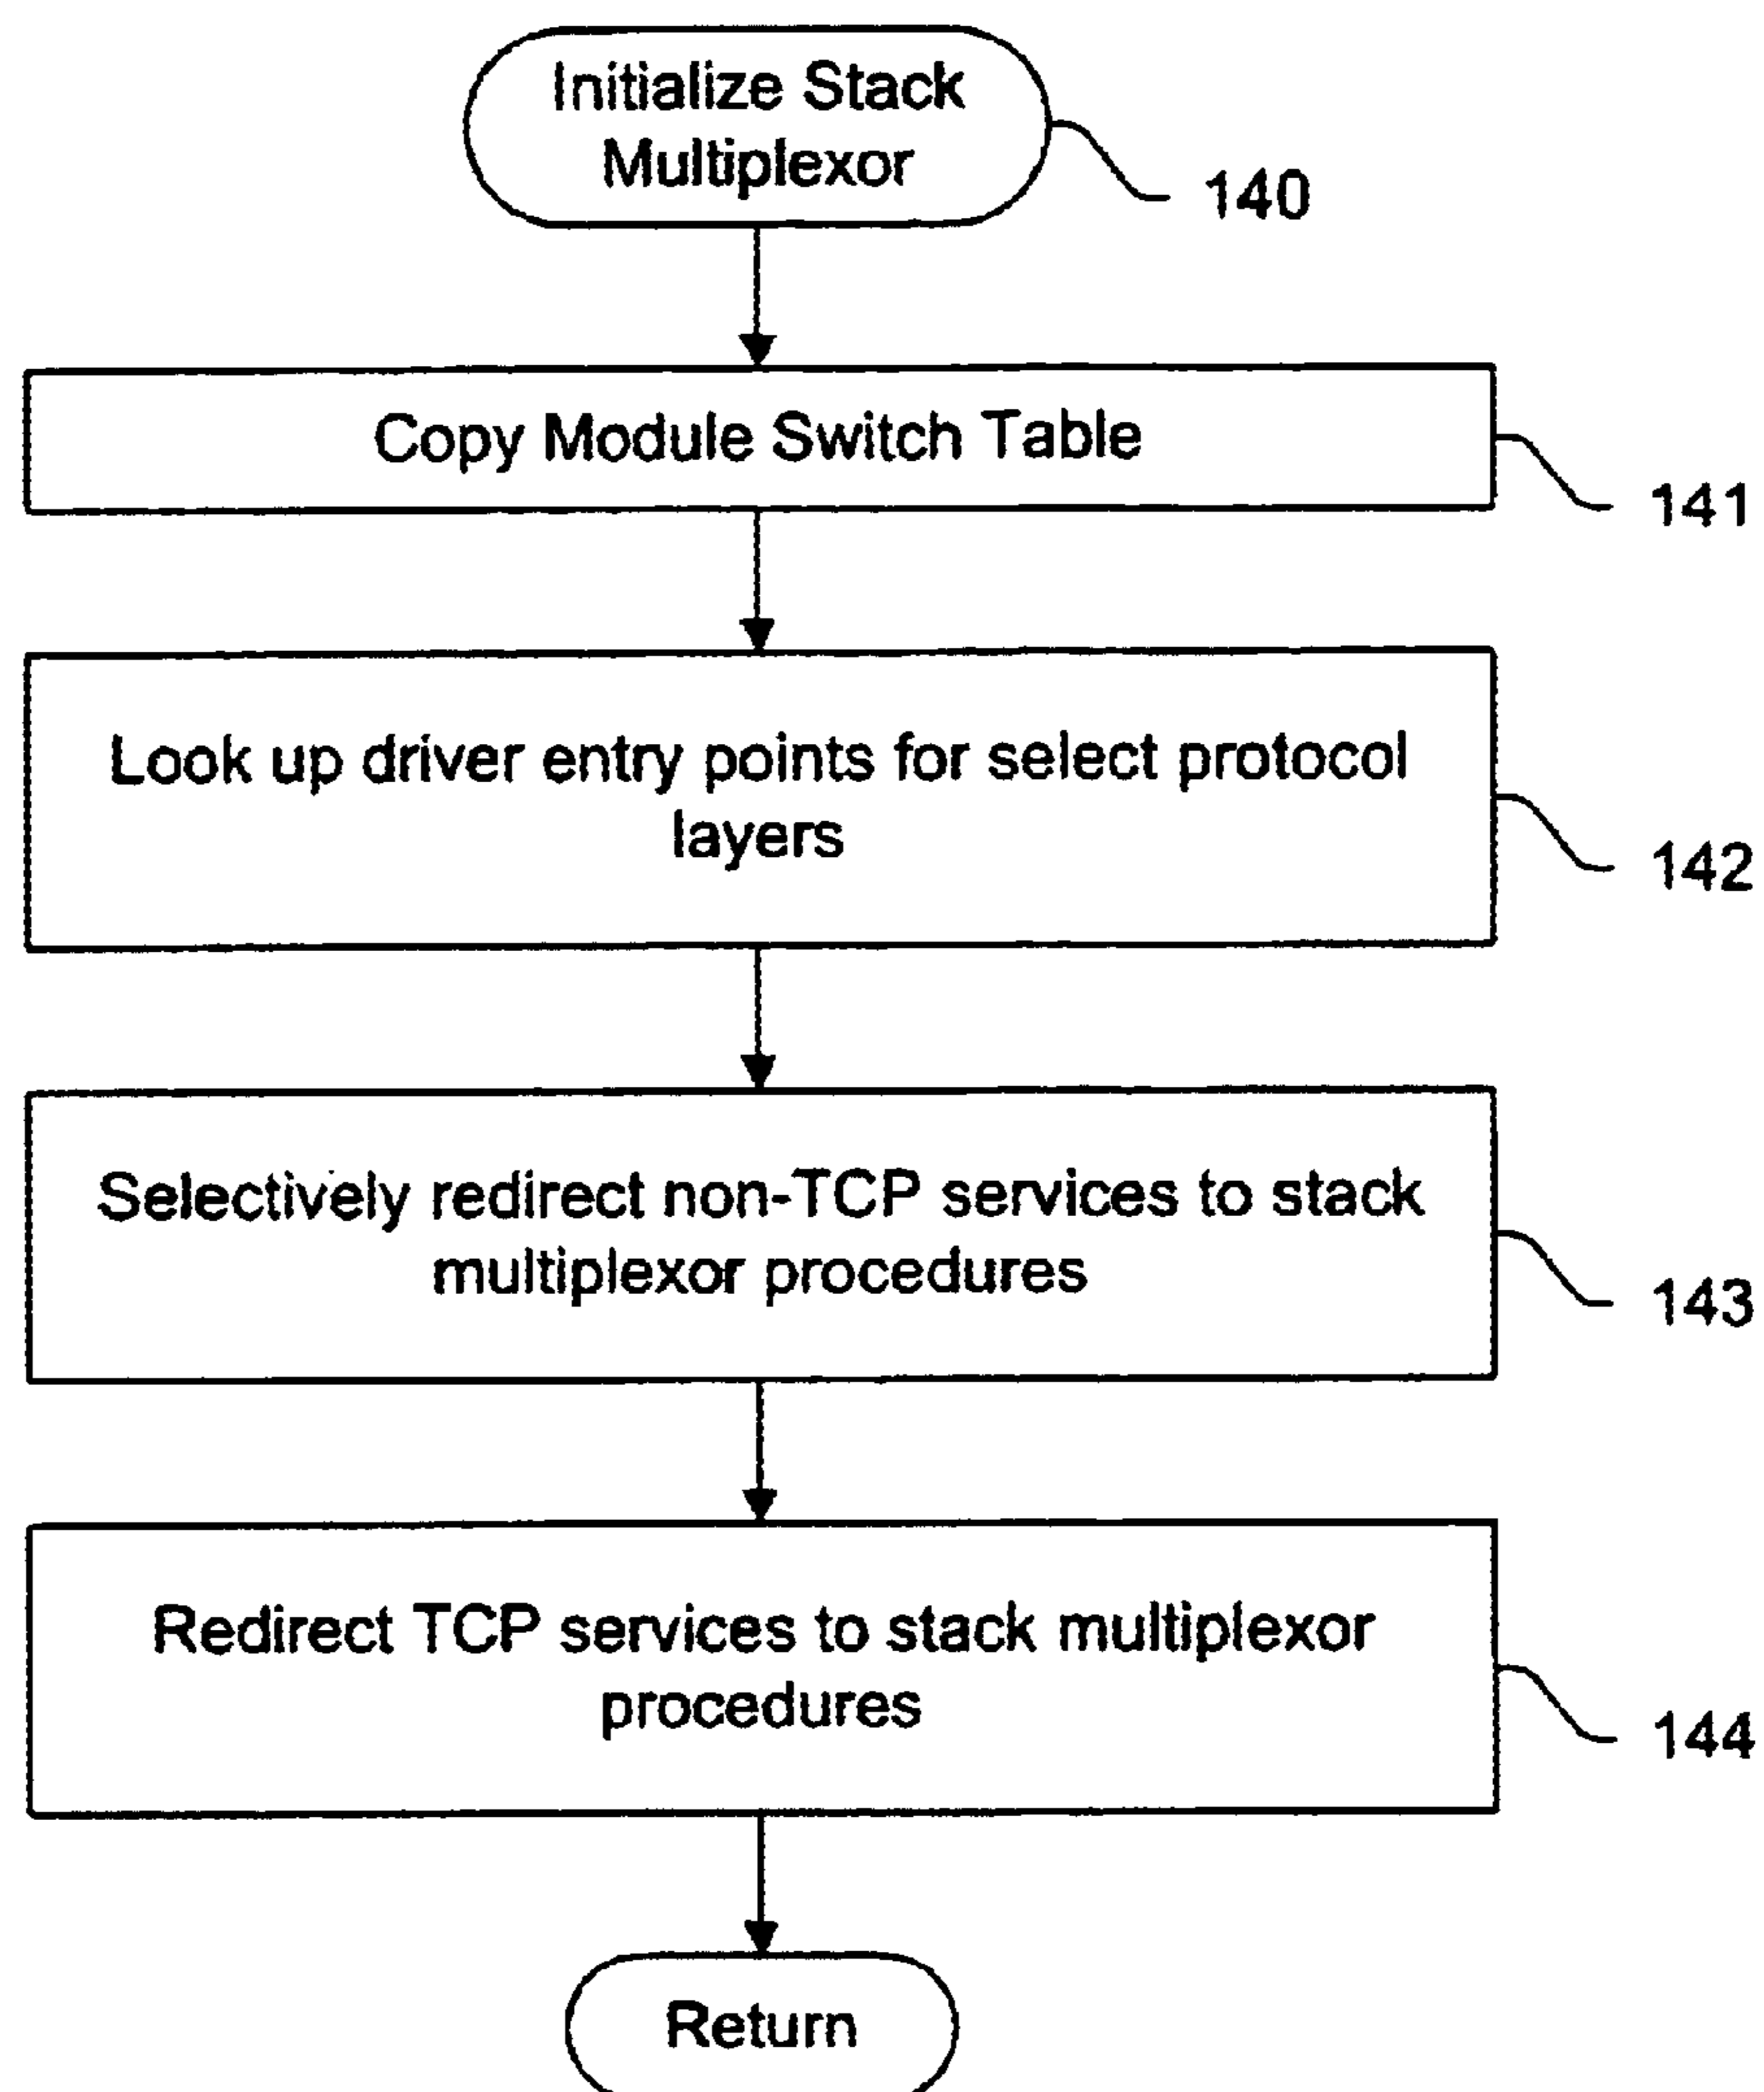 Initialize Stack
Multiplexor
140
Copy Module Switch Table
141
Look up driver entry points for select protocol
layers
142
Selectively redirect non-TCP services to stack
multiplexor procedures
143
Redirect TCP services to stack multiplexor
procedures
144
Return